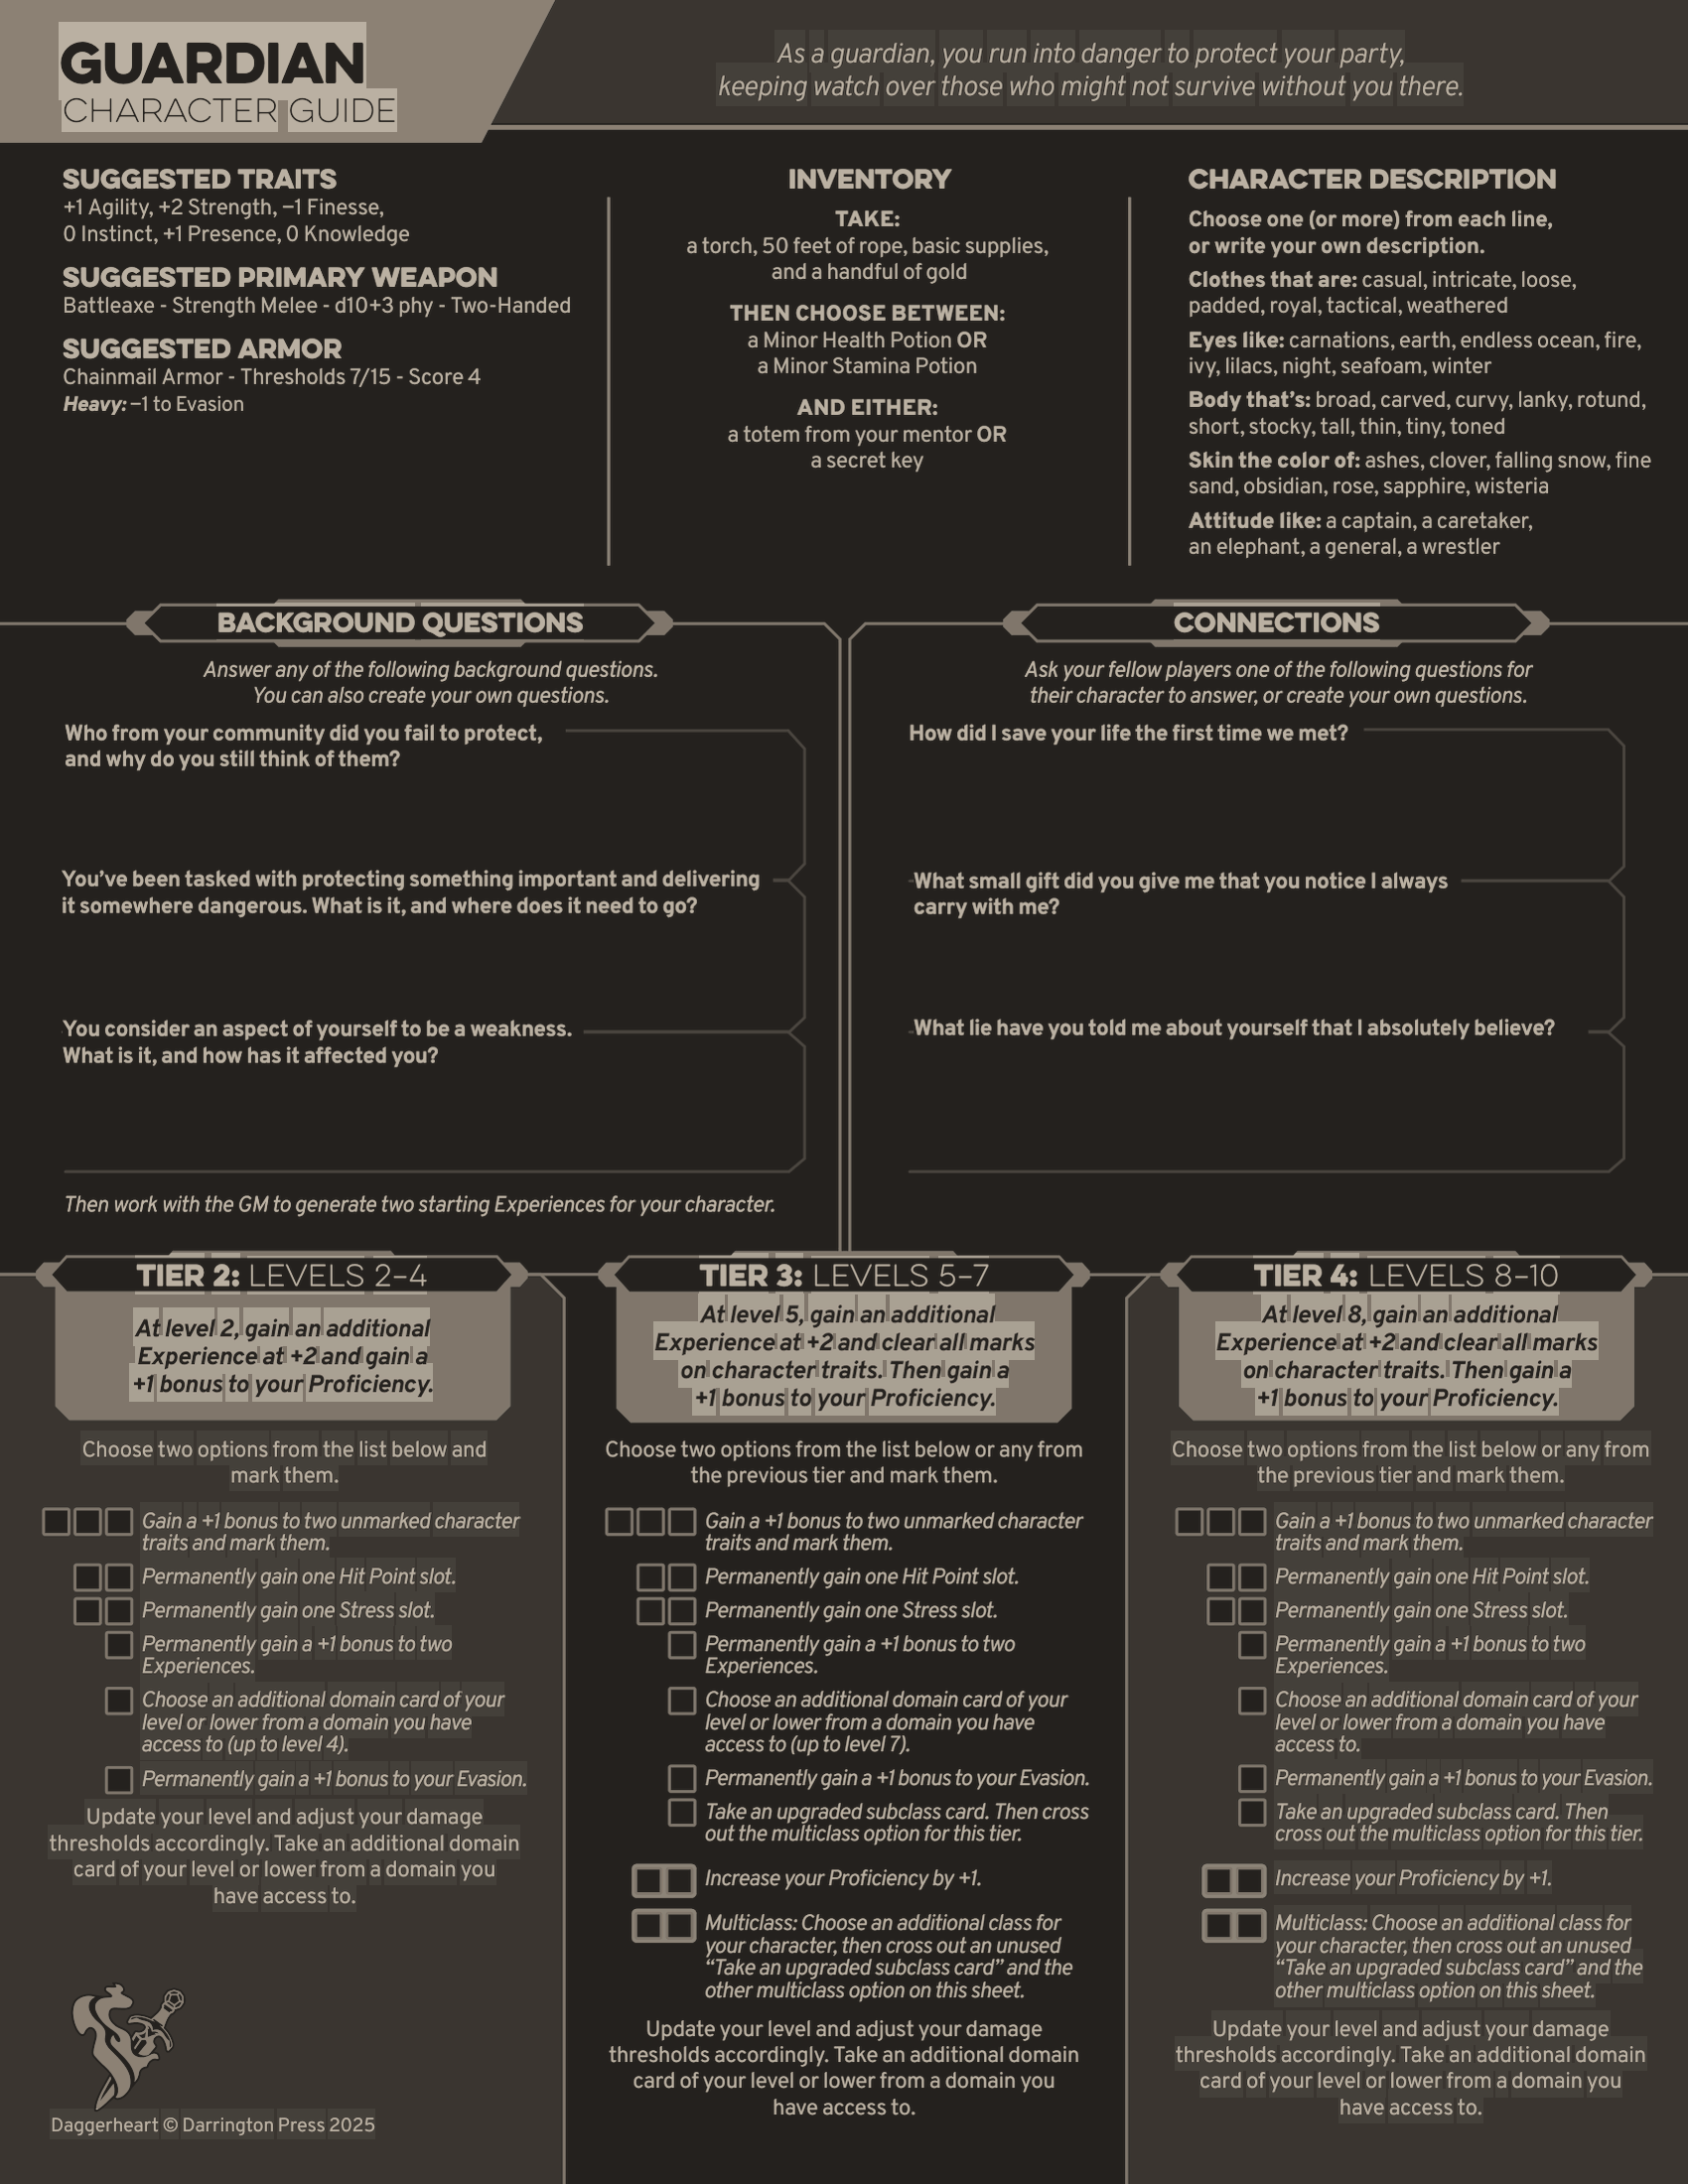 GUARDIAN
CHARACTER GUIDE
As a guardian, you run into danger to protect your party,
keeping watch over those who might not survive without you there.
SUGGESTED TRAITS
+1 Agility, +2 Strength, −1 Finesse,
0 Instinct, +1 Presence, 0 Knowledge
SUGGESTED PRIMARY WEAPON
Battleaxe - Strength Melee - d10+3 phy - Two-Handed
SUGGESTED ARMOR
Chainmail Armor - Thresholds 7/15 - Score 4
Heavy: −1 to Evasion
INVENTORY
TAKE:
a torch, 50 feet of rope, basic supplies,
and a handful of gold
THEN CHOOSE BETWEEN:
a Minor Health Potion OR
a Minor Stamina Potion
AND EITHER:
a totem from your mentor OR
a secret key
CHARACTER DESCRIPTION
Choose one (or more) from each line,
or write your own description.
Clothes that are: casual, intricate, loose,
padded, royal, tactical, weathered
Eyes like: carnations, earth, endless ocean, fire,
ivy, lilacs, night, seafoam, winter
Body that's: broad, carved, curvy, lanky, rotund,
short, stocky, tall, thin, tiny, toned
Skin the color of: ashes, clover, falling snow, fine
sand, obsidian, rose, sapphire, wisteria
Attitude like: a captain, a caretaker,
an elephant, a general, a wrestler
BACKGROUND QUESTIONS
Answer any of the following background questions.
You can also create your own questions.
Who from your community did you fail to protect,
and why do you still think of them?
You've been tasked with protecting something important and delivering
it somewhere dangerous. What is it, and where does it need to go?
You consider an aspect of yourself to be a weakness.
What is it, and how has it affected you?
Then work with the GM to generate two starting Experiences for your character.
CONNECTIONS
Ask your fellow players one of the following questions for
their character to answer, or create your own questions.
How did I save your life the first time we met?
What small gift did you give me that you notice I always
carry with me?
What lie have you told me about yourself that I absolutely believe?
TIER 2: LEVELS 2–4
At level 2, gain an additional
Experience at +2 and gain a
+1 bonus to your Proficiency.
Choose two options from the list below and
mark them.
Gain a +1 bonus to two unmarked character
traits and mark them.
Permanently gain one Hit Point slot.
Permanently gain one Stress slot.
Permanently gain a +1 bonus to two
Experiences.
Choose an additional domain card of your
level or lower from a domain you have
access to (up to level 4).
Permanently gain a +1 bonus to your Evasion.
Update your level and adjust your damage
thresholds accordingly. Take an additional domain
card of your level or lower from a domain you
have access to.
Daggerheart © Darrington Press 2025
TIER 3: LEVELS 5–7
At level 5, gain an additional
Experience at +2 and clear all marks
on character traits. Then gain a
+1 bonus to your Proficiency.
Choose two options from the list below or any from
the previous tier and mark them.
Gain a +1 bonus to two unmarked character
traits and mark them.
Permanently gain one Hit Point slot.
Permanently gain one Stress slot.
Permanently gain a +1 bonus to two
Experiences.
Choose an additional domain card of your
level or lower from a domain you have
access to (up to level 7).
Permanently gain a +1 bonus to your Evasion.
Take an upgraded subclass card. Then cross
out the multiclass option for this tier.
Increase your Proficiency by +1.
Multiclass: Choose an additional class for
your character, then cross out an unused
“Take an upgraded subclass card” and the
other multiclass option on this sheet.
Update your level and adjust your damage
thresholds accordingly. Take an additional domain
card of your level or lower from a domain you
have access to.
TIER 4: LEVELS 8–10
At level 8, gain an additional
Experience at +2 and clear all marks
on character traits. Then gain a
+1 bonus to your Proficiency.
Choose two options from the list below or any from
the previous tier and mark them.
Gain a +1 bonus to two unmarked character
traits and mark them.
Permanently gain one Hit Point slot.
Permanently gain one Stress slot.
Permanently gain a +1 bonus to two
Experiences.
Choose an additional domain card of your
level or lower from a domain you have
access to.
Permanently gain a +1 bonus to your Evasion.
Take an upgraded subclass card. Then
cross out the multiclass option for this tier.
Increase your Proficiency by +1.
Multiclass: Choose an additional class for
your character, then cross out an unused
“Take an upgraded subclass card” and the
other multiclass option on this sheet.
Update your level and adjust your damage
thresholds accordingly. Take an additional domain
card of your level or lower from a domain you
have access to.